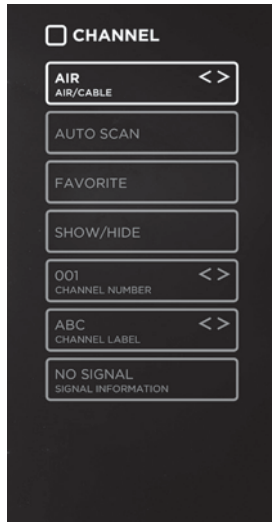 CHANNEL
AIR < >
AIR/CABLE
AUTO SCAN
FAVORITE
SHOW/HIDE
001 < >
CHANNEL NUMBER
ABC < >
CHANNEL LABEL
NO SIGNAL
SIGNAL INFORMATION